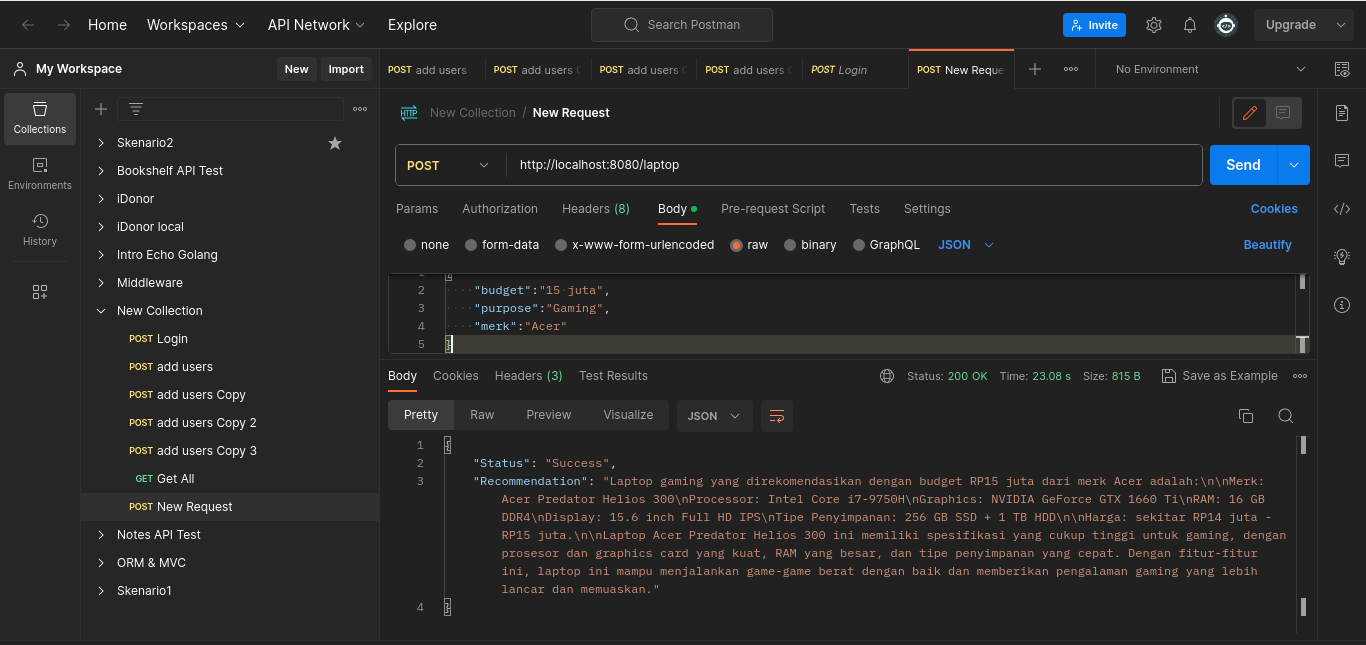 Home Workspaces API Network Explore Search Postman Invite Upgrade
My Workspace New Import
POST add users POST add users POST add users POST add users POST Login POST New Reque No Environment
Collections
Environments
History
Skenario2
Bookshelf API Test
iDonor
iDonor local
Intro Echo Golang
Middleware
New Collection
POST Login
POST add users
POST add users Copy
POST add users Copy 2
POST add users Copy 3
GET Get All
POST New Request
Notes API Test
ORM & MVC
Skenario1
HTTP New Collection / New Request
POST http://localhost:8080/laptop Send
Params Authorization Headers (8) Body Pre-request Script Tests Settings Cookies
none form-data x-www-form-urlencoded raw binary GraphQL JSON Beautify
2 "budget":"15 juta",
3 "purpose":"Gaming",
4 "merk":"Acer"
5 }
Body Cookies Headers (3) Test Results Status: 200 OK Time: 23.08 s Size: 815 B Save as Example
Pretty Raw Preview Visualize JSON
1 {
2 "Status": "Success",
3 "Recommendation": "Laptop gaming yang direkomendasikan dengan budget RP15 juta dari merk Acer adalah:\n\nMerk:
Acer Predator Helios 300\nProcessor: Intel Core i7-9750H\nGraphics: NVIDIA GeForce GTX 1660 Ti\nRAM: 16 GB
DDR4\nDisplay: 15.6 inch Full HD IPS\nTipe Penyimpanan: 256 GB SSD + 1 TB HDD\n\nHarga: sekitar RP14 juta -
RP15 juta.\n\nLaptop Acer Predator Helios 300 ini memiliki spesifikasi yang cukup tinggi untuk gaming, dengan
prosesor dan graphics card yang kuat, RAM yang besar, dan tipe penyimpanan yang cepat. Dengan fitur-fitur
ini, laptop ini mampu menjalankan game-game berat dengan baik dan memberikan pengalaman gaming yang lebih
lancar dan memuaskan."
4 }